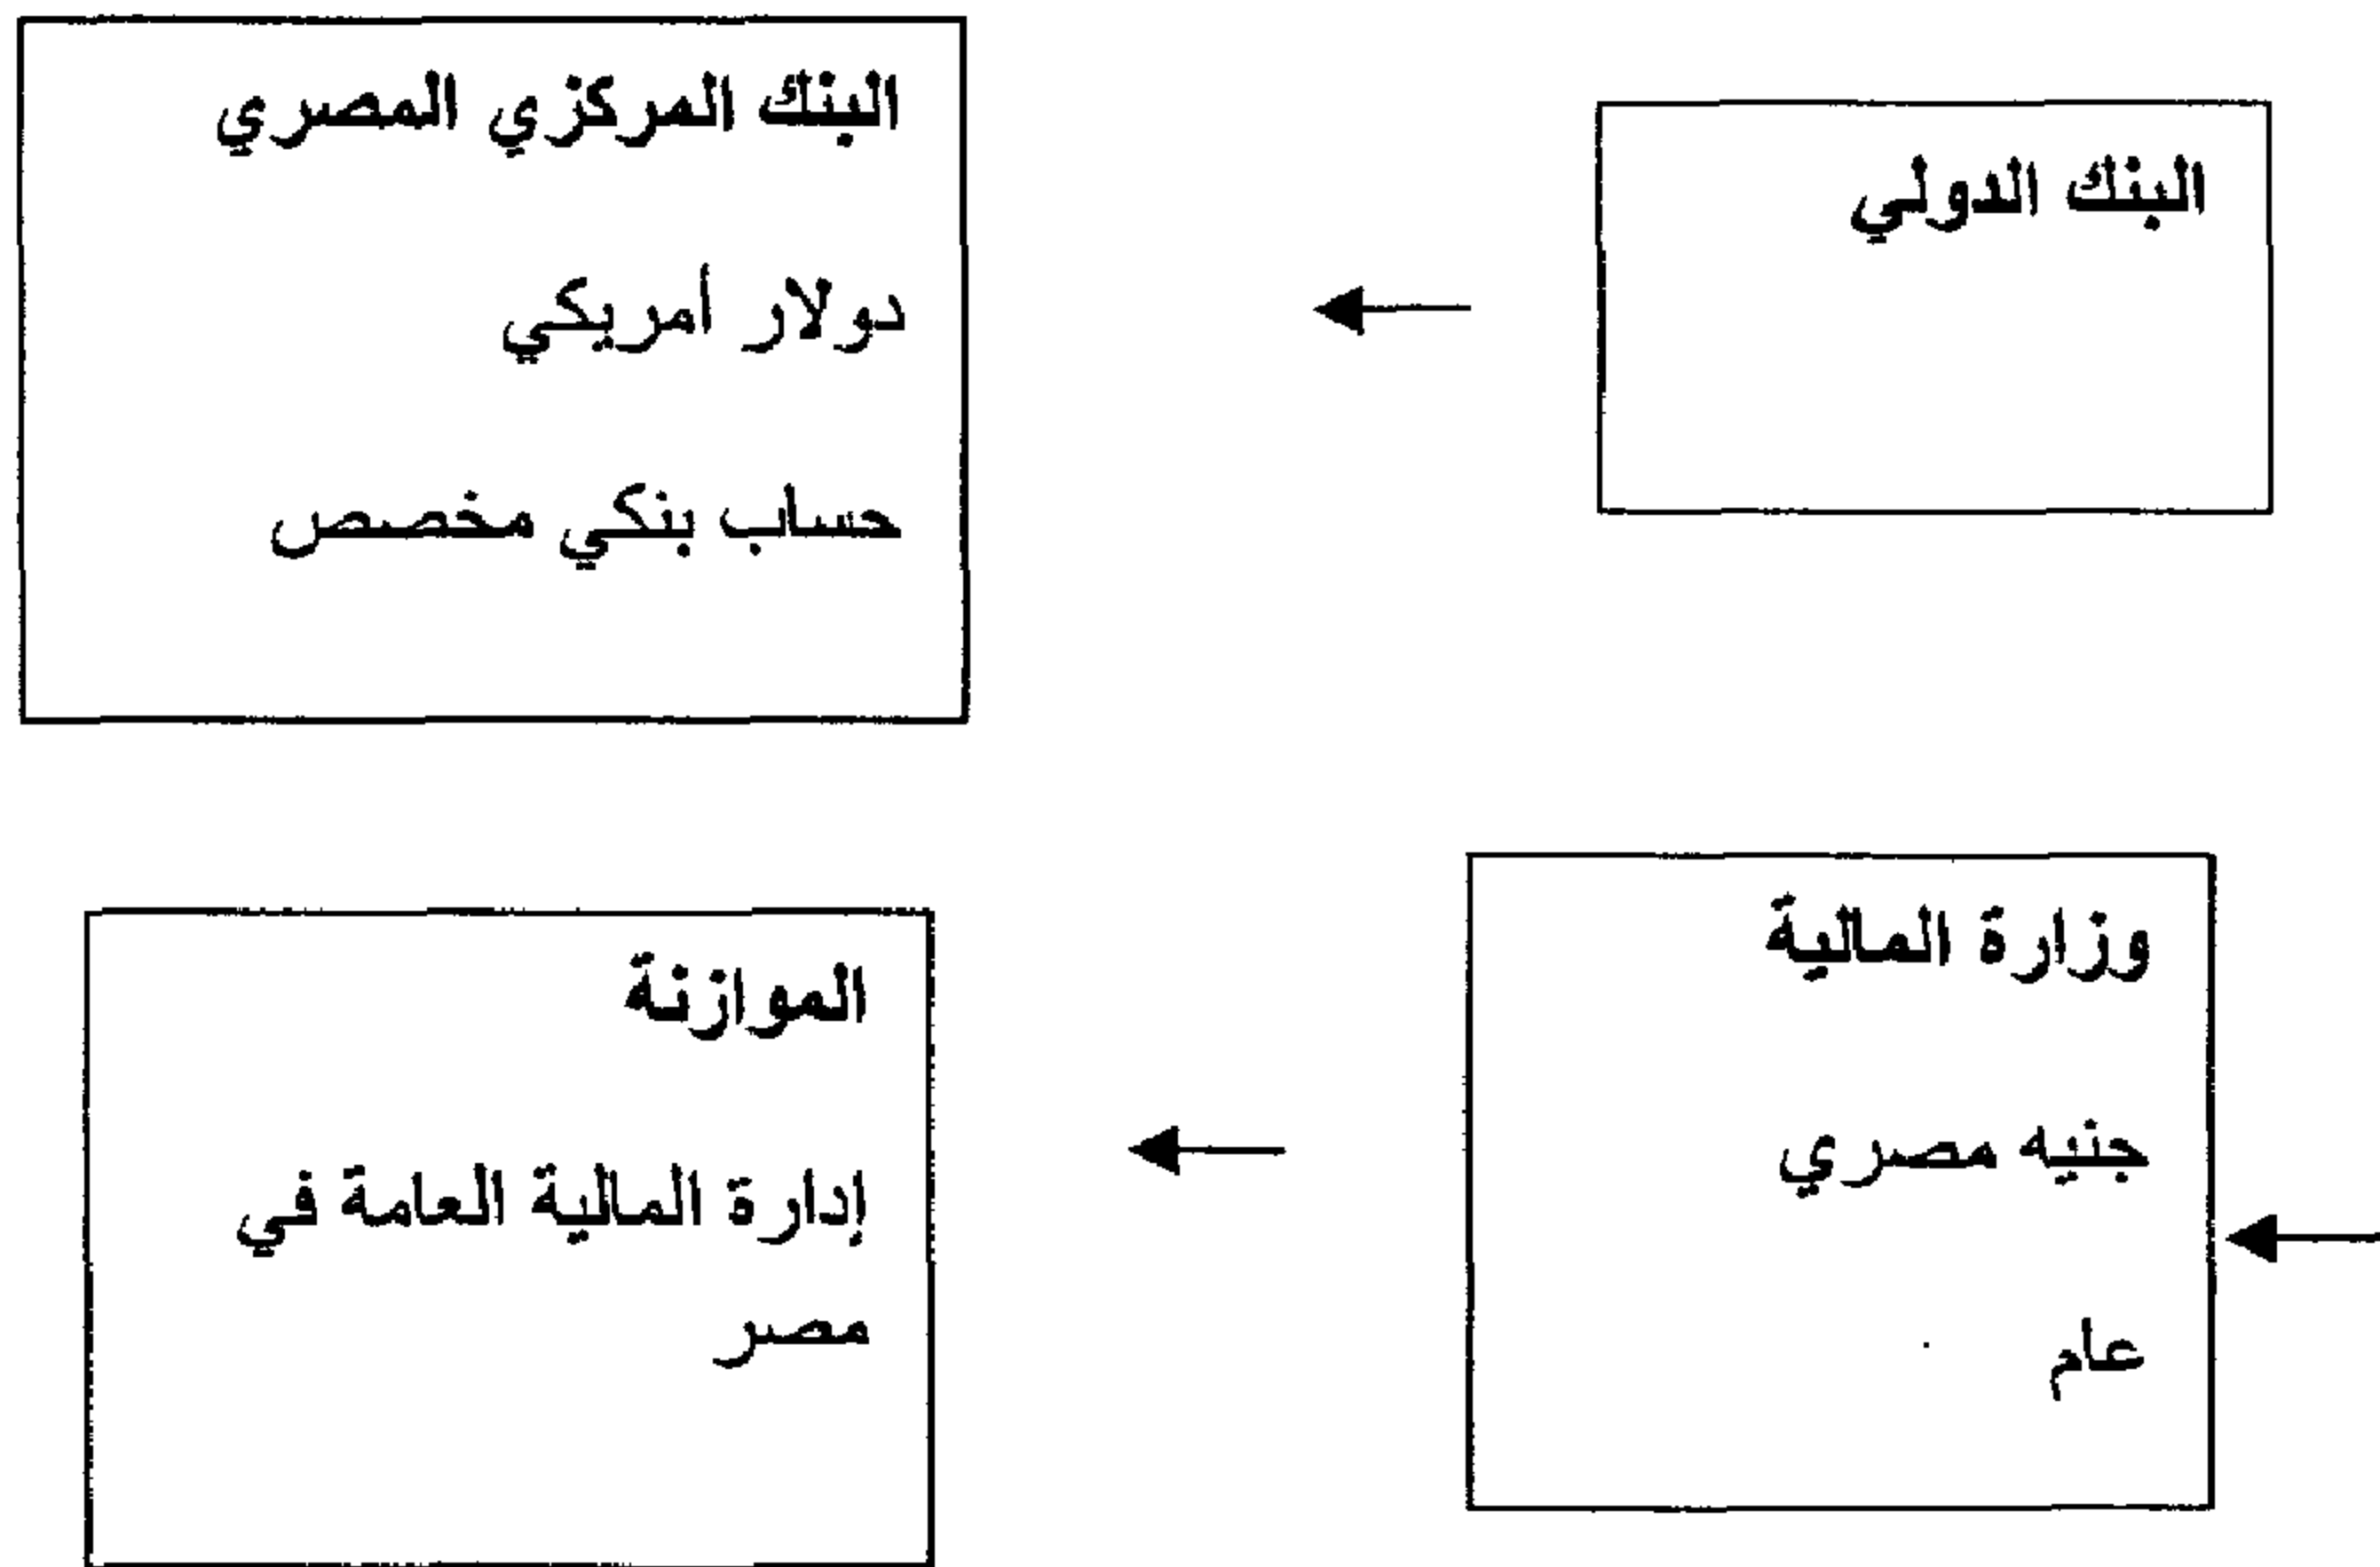 البنك الدولي
البنك المركزي المصري
دولار أمريكي
حساب بنكي مخصص
وزارة المالية
جنيه مصري
عام
الموازنة
إدارة المالية العامة في
مصر